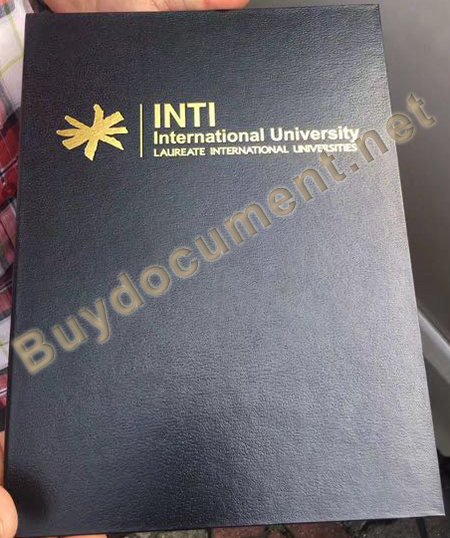 INTI
International University
LAUREATE INTERNATIONAL UNIVERSITIES
Buydocument.net